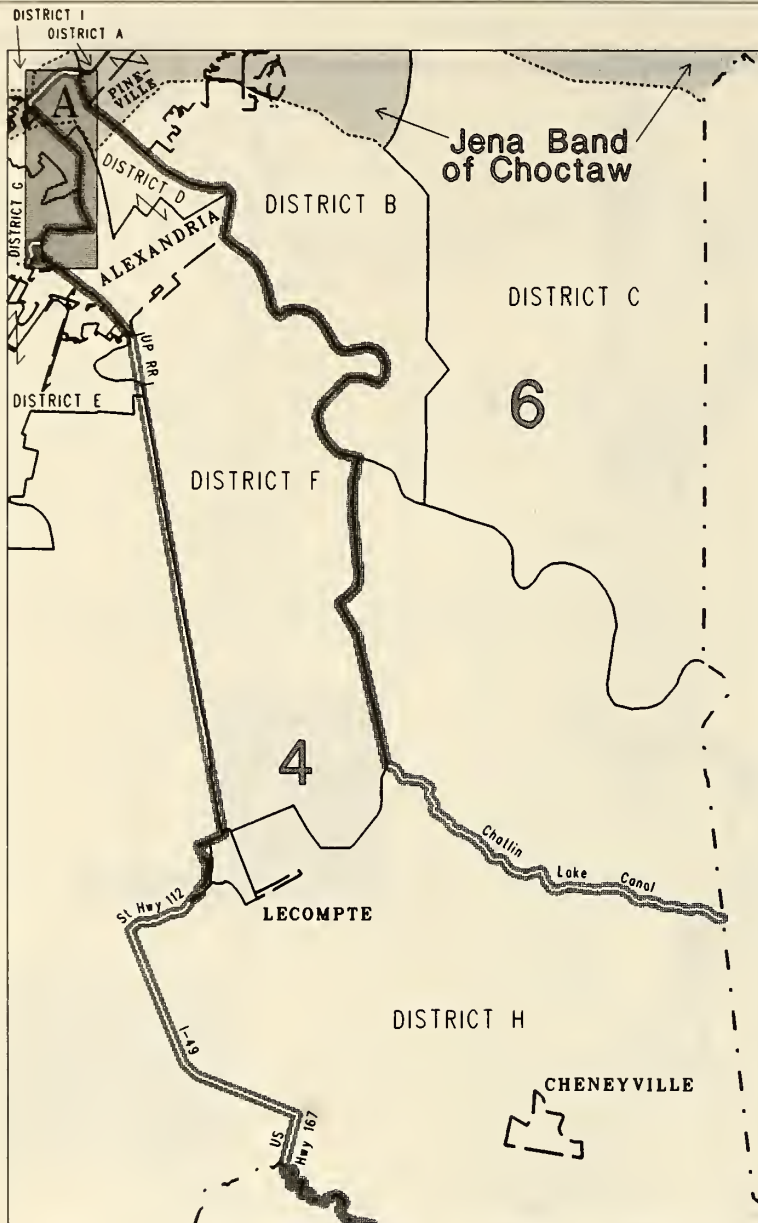 DISTRICT I
DISTRICT A
A
PINE-
VILLE
Jena Band
of Choctaw
DISTRICT D
DISTRICT B
DISTRICT G
ALEXANDRIA
DISTRICT C
UP RR
6
DISTRICT E
DISTRICT F
4
Chatlin Lake Canal
LECOMPTE
St Hwy 112
DISTRICT H
I-49
CHENEYVILLE
US
Hwy 167